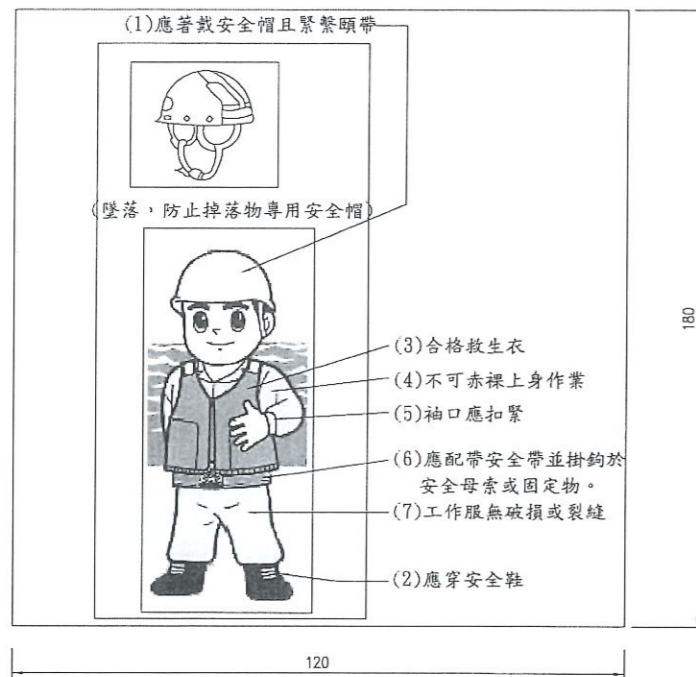 (1)應著戴安全帽且緊繫頤帶
(墜落，防止掉落物專用安全帽)
(3)合格救生衣
(4)不可赤裸上身作業
(5)袖口應扣緊
(6)應配帶安全帶並掛鉤於
安全母索或固定物。
(7)工作服無破損或裂縫
(2)應穿安全鞋
180
120